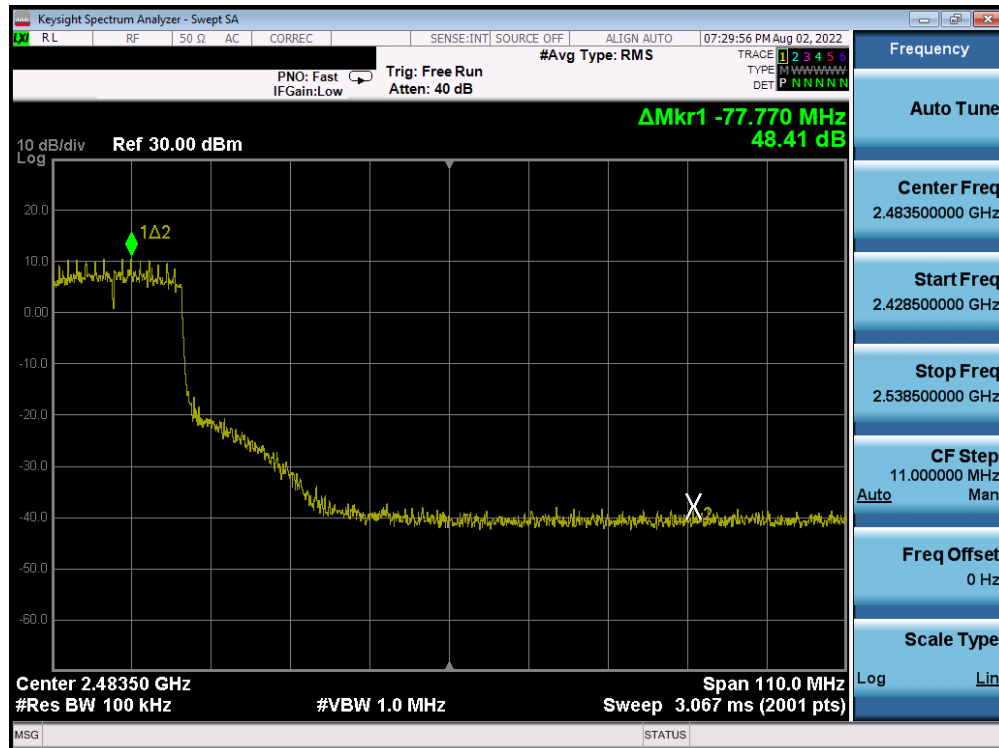 Keysight Spectrum Analyzer - Swept SA
LXI RL RF 50 Ω AC CORREC SENSE:INT SOURCE OFF ALIGN AUTO 07:29:56 PM Aug 02, 2022
#Avg Type: RMS
TRACE 1 2 3 4 5 6
PNO: Fast Trig: Free Run
TYPE M WWWWW
IFGain:Low Atten: 40 dB
DET P N N N N N
ΔMkr1 -77.770 MHz
48.41 dB
10 dB/div Ref 30.00 dBm
Log
20.0
1Δ2
10.0
0.00
-10.0
-20.0
-30.0
-40.0
X2
-50.0
-60.0
Center 2.48350 GHz Span 110.0 MHz
#Res BW 100 kHz #VBW 1.0 MHz Sweep 3.067 ms (2001 pts)
MSG STATUS
Frequency
Auto Tune
Center Freq
2.483500000 GHz
Start Freq
2.428500000 GHz
Stop Freq
2.538500000 GHz
CF Step
11.000000 MHz
Auto Man
Freq Offset
0 Hz
Scale Type
Log Lin